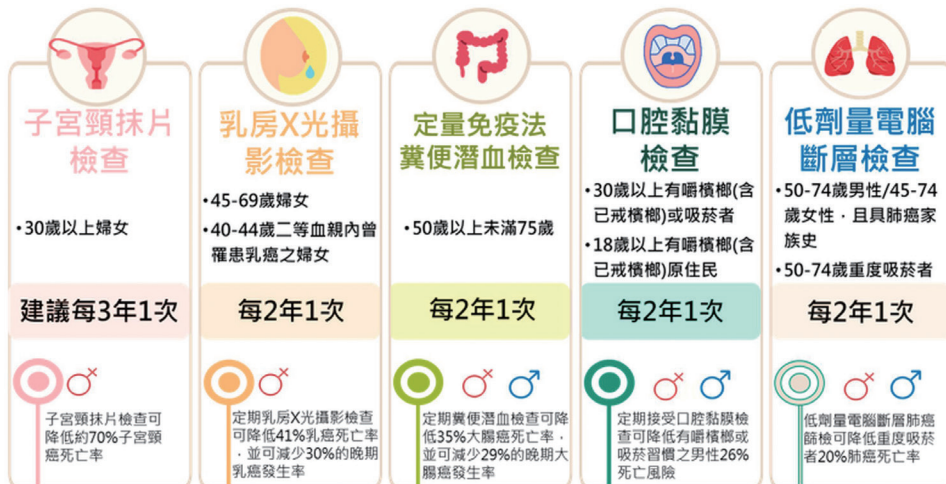 子宮頸抹片
檢查
•30歲以上婦女
建議每3年1次
子宮頸抹片檢查可
降低約70%子宮頸
癌死亡率
乳房X光攝
影檢查
•45-69歲婦女
•40-44歲二等血親內曾
罹患乳癌之婦女
每2年1次
定期乳房X光攝影檢查
可降低41%乳癌死亡率
，並可減少30%的晚期
乳癌發生率
定量免疫法
糞便潛血檢查
•50歲以上未滿75歲
每2年1次
定期糞便潛血檢查可降
低35%大腸癌死亡率，
並可減少29%的晚期大
腸癌發生率
口腔黏膜
檢查
•30歲以上有嚼檳榔(含
已戒檳榔)或吸菸者
•18歲以上有嚼檳榔(含
已戒檳榔)原住民
每2年1次
定期接受口腔黏膜檢
查可降低有嚼檳榔或
吸菸習慣之男性26%
死亡風險
低劑量電腦
斷層檢查
•50-74歲男性/45-74
歲女性，且具肺癌家
族史
•50-74歲重度吸菸者
每2年1次
低劑量電腦斷層肺癌
篩檢可降低重度吸菸
者20%肺癌死亡率